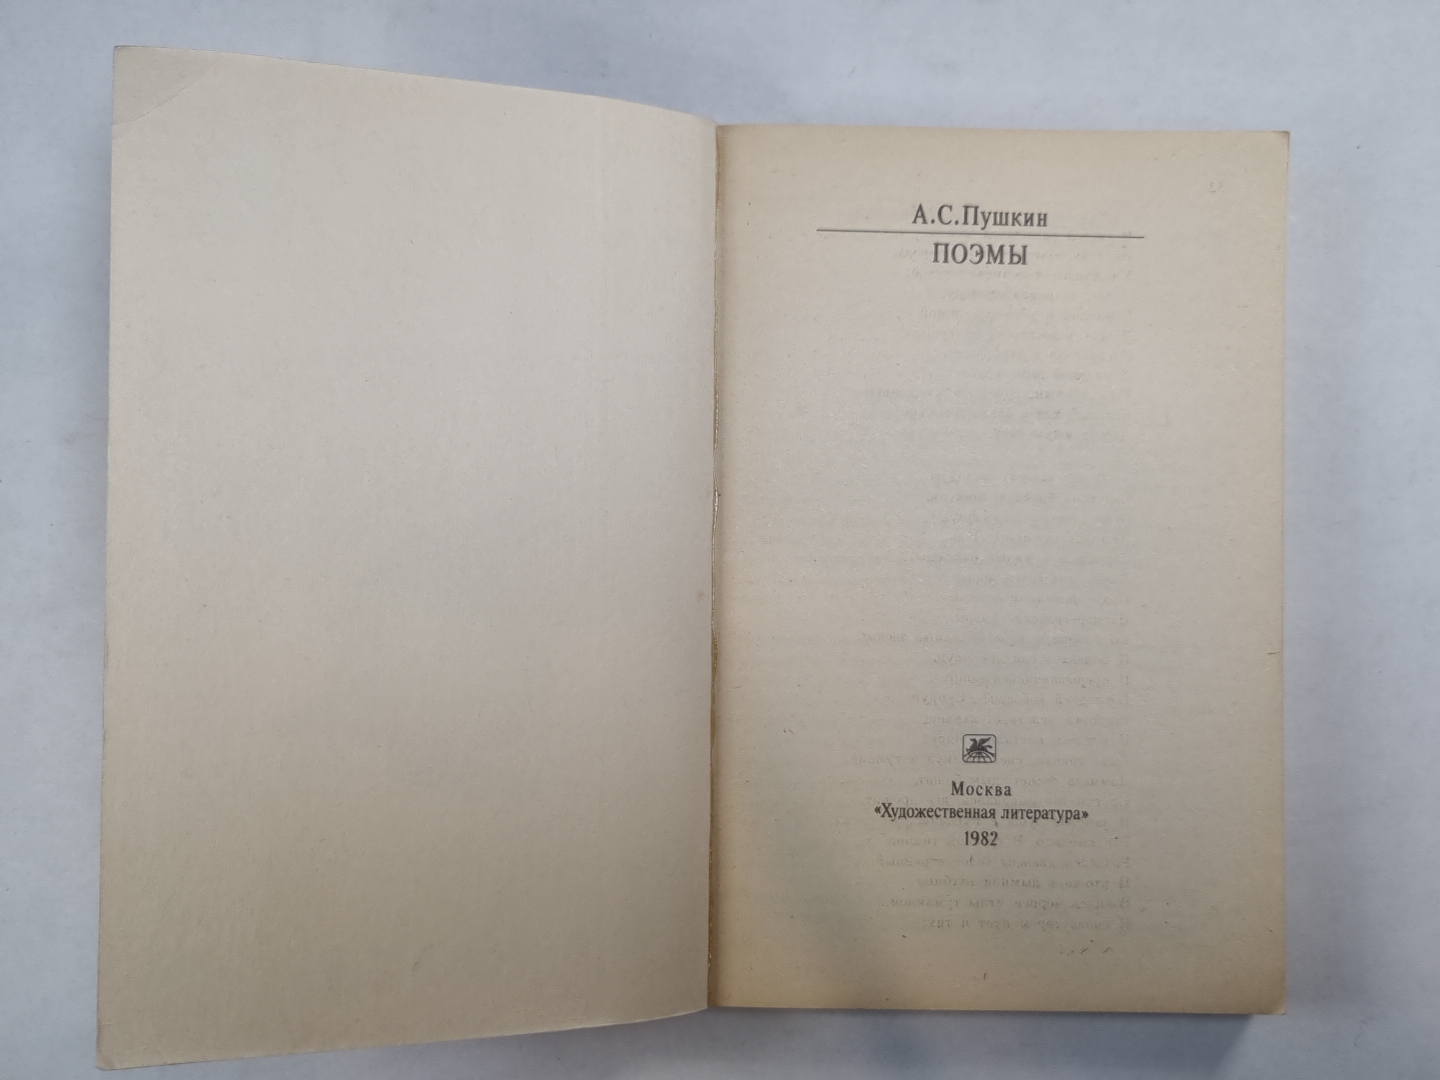 А.С.Пушкин
ПОЭМЫ
Москва
«Художественная литература»
1982